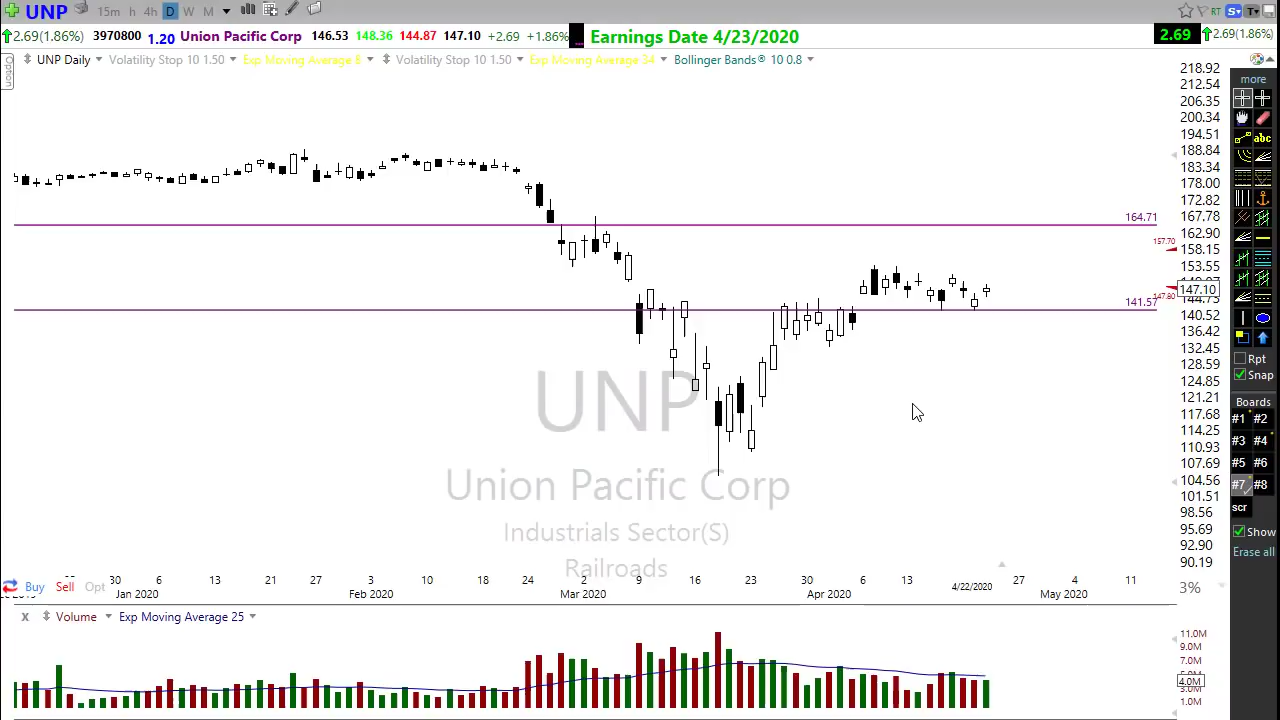 UNP 15m h 4h D W M RT S T
2.69(1.86%) 3970800 1.20 Union Pacific Corp 146.53 148.36 144.87 147.10 +2.69 +1.86% Earnings Date 4/23/2020 2.69 2.69(1.86%)
Option
UNP Daily Volatility Stop 10 1.50 Exp Moving Average 8 Volatility Stop 10 1.50 Exp Moving Average 34 Bollinger Bands® 10 0.8
218.92
212.54
206.35
200.34
194.51
188.84
183.34
178.00
172.82
167.78
164.71
162.90
157.70
158.15
153.55
147.10
147.80
144.73
141.57
140.52
136.42
132.45
128.59
124.85
121.21
117.68
114.25
110.93
107.69
104.56
101.51
98.56
95.69
92.90
90.19
more
abc
Rpt
Snap
Boards
#1 #2
#3 #4
#5 #6
#7 #8
scr
Show
Erase all
UNP
Union Pacific Corp
Industrials Sector(S)
Railroads
Buy Sell Opt
30 6 13 21 27 3 10 18 24 2 9 16 23 30 6 13 4/22/2020 27 4 11
Jan 2020 Feb 2020 Mar 2020 Apr 2020 May 2020
3%
x Volume Exp Moving Average 25
11.0M
9.0M
7.0M
5.0M
4.0M
3.0M
1.0M